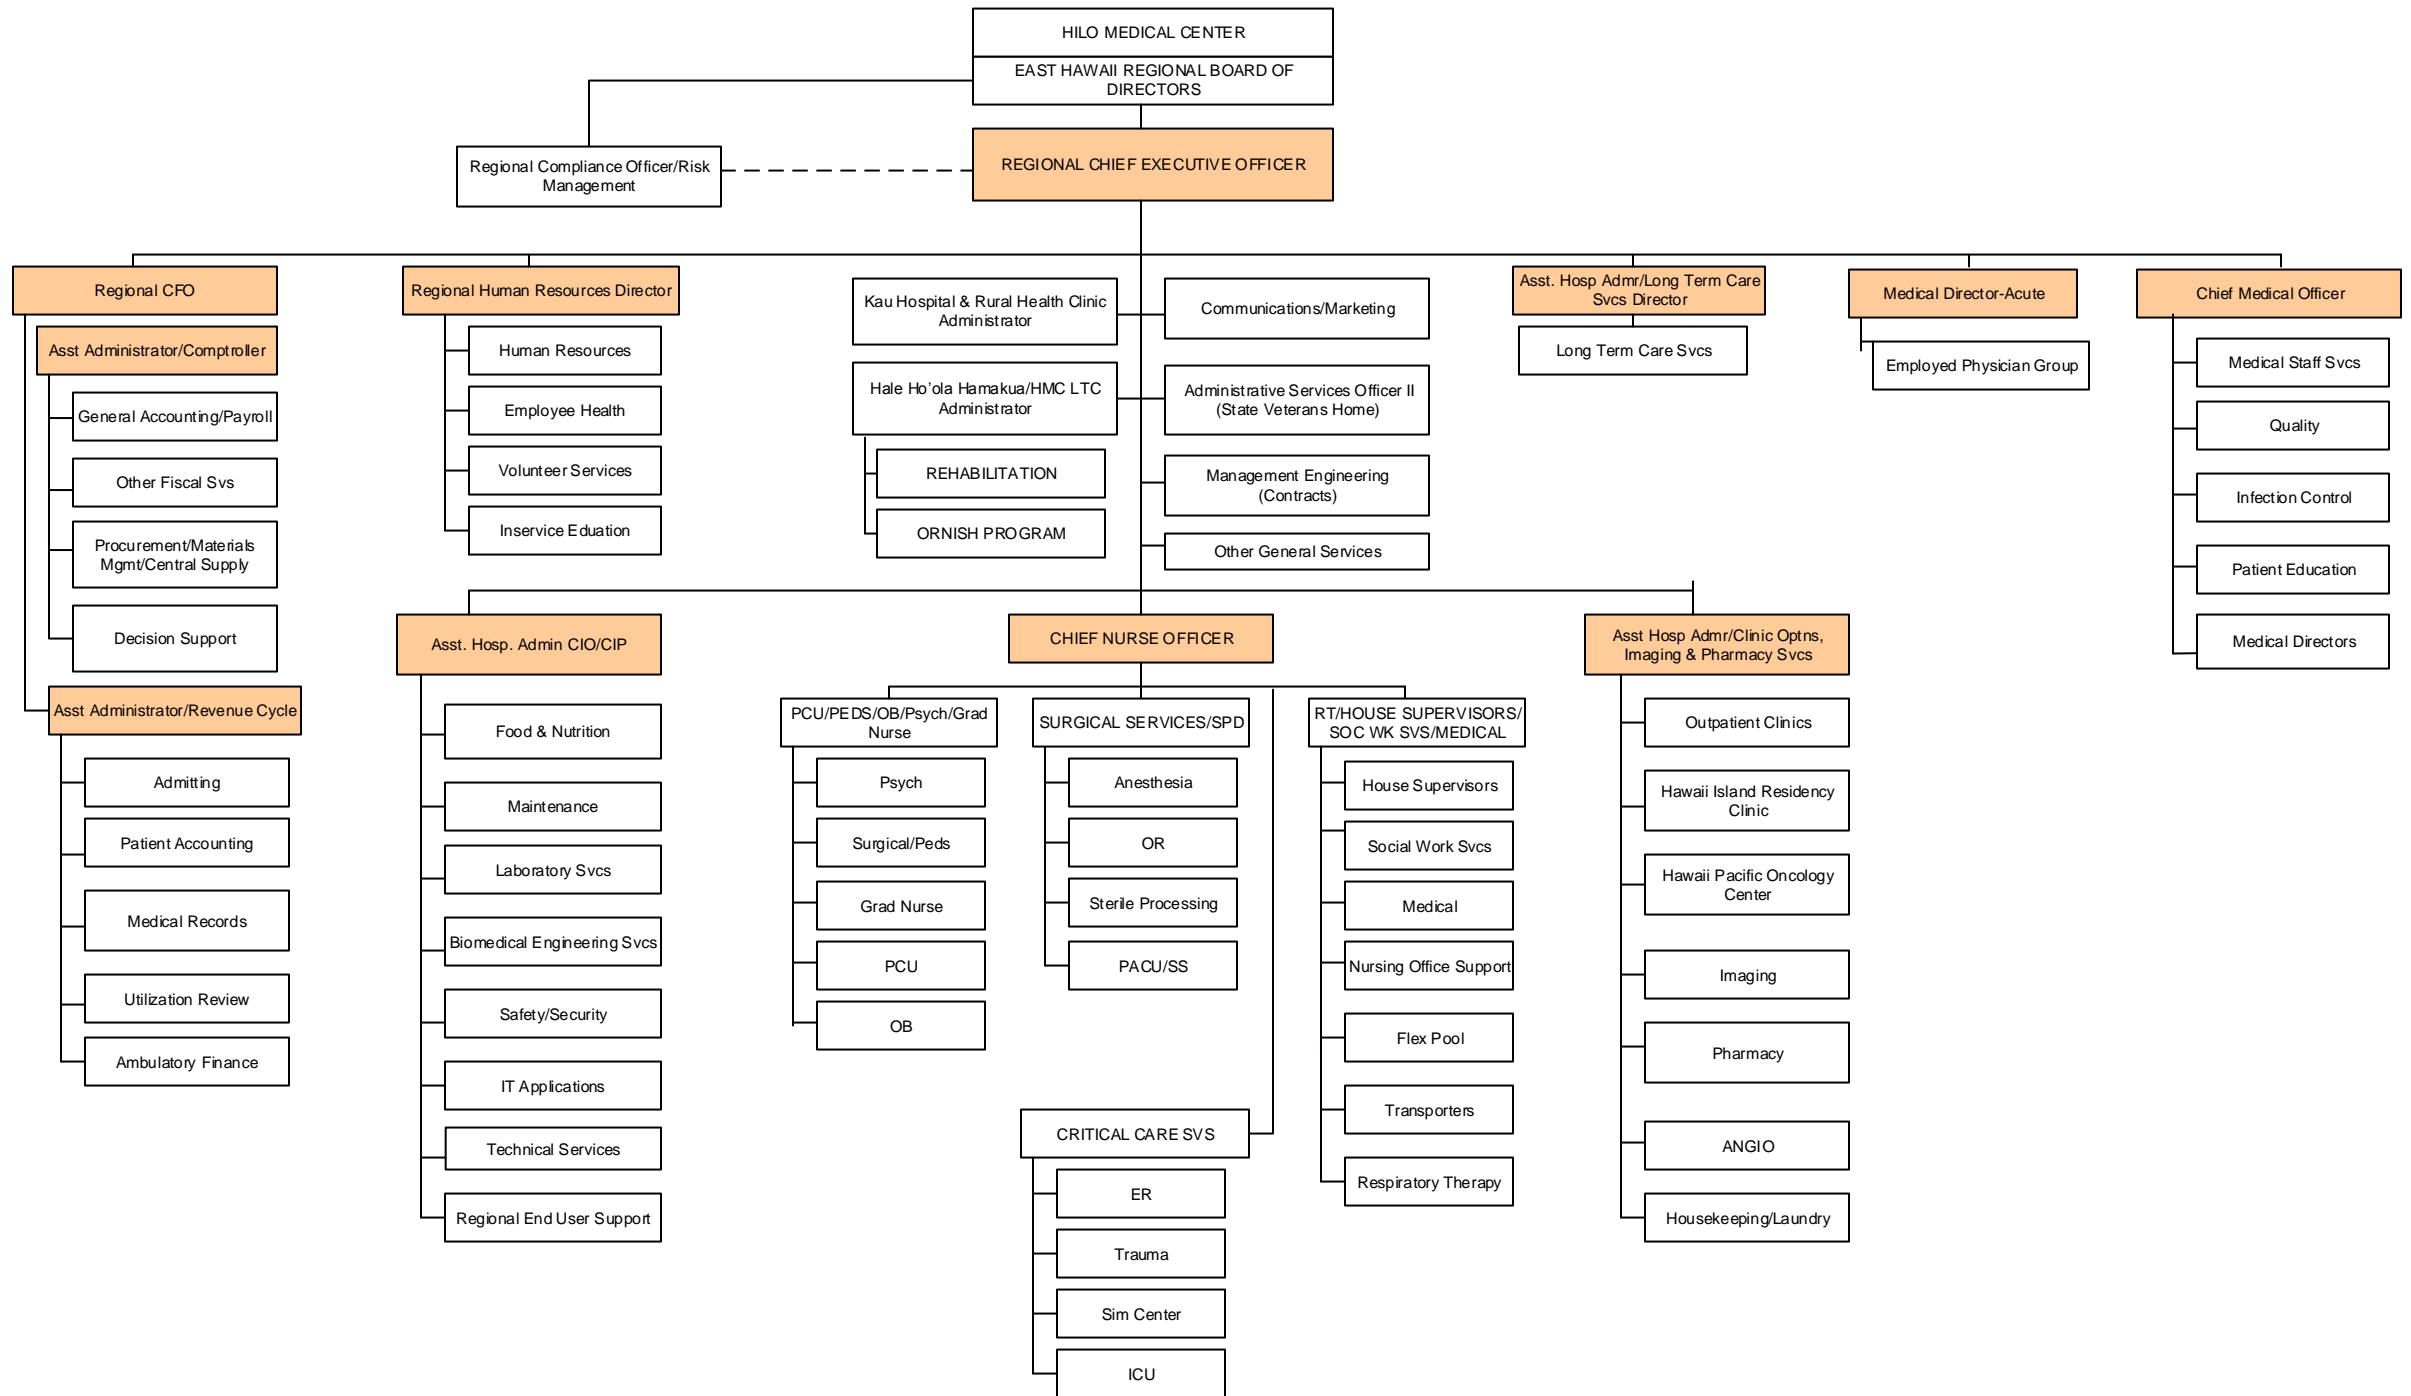 HILO MEDICAL CENTER
EAST HAWAII REGIONAL BOARD OF
DIRECTORS
Regional Compliance Officer/Risk
Management
REGIONAL CHIEF EXECUTIVE OFFICER
Regional CFO
Asst Administrator/Comptroller
General Accounting/Payroll
Other Fiscal Svs
Procurement/Materials
Mgmt/Central Supply
Decision Support
Asst Administrator/Revenue Cycle
Admitting
Patient Accounting
Medical Records
Utilization Review
Ambulatory Finance
Regional Human Resources Director
Human Resources
Employee Health
Volunteer Services
Inservice Eduation
Kau Hospital & Rural Health Clinic
Administrator
Hale Ho’ola Hamakua/HMC LTC
Administrator
REHABILITATION
ORNISH PROGRAM
Communications/Marketing
Administrative Services Officer II
(State Veterans Home)
Management Engineering
(Contracts)
Other General Services
Asst. Hosp Admr/Long Term Care
Svcs Director
Long Term Care Svcs
Medical Director-Acute
Employed Physician Group
Chief Medical Officer
Medical Staff Svcs
Quality
Infection Control
Patient Education
Medical Directors
Asst. Hosp. Admin CIO/CIP
Food & Nutrition
Maintenance
Laboratory Svcs
Biomedical Engineering Svcs
Safety/Security
IT Applications
Technical Services
Regional End User Support
CHIEF NURSE OFFICER
PCU/PEDS/OB/Psych/Grad
Nurse
Psych
Surgical/Peds
Grad Nurse
PCU
OB
SURGICAL SERVICES/SPD
Anesthesia
OR
Sterile Processing
PACU/SS
CRITICAL CARE SVS
ER
Trauma
Sim Center
ICU
RT/HOUSE SUPERVISORS/
SOC WK SVS/MEDICAL
House Supervisors
Social Work Svcs
Medical
Nursing Office Support
Flex Pool
Transporters
Respiratory Therapy
Asst Hosp Admr/Clinic Optns,
Imaging & Pharmacy Svcs
Outpatient Clinics
Hawaii Island Residency
Clinic
Hawaii Pacific Oncology
Center
Imaging
Pharmacy
ANGIO
Housekeeping/Laundry